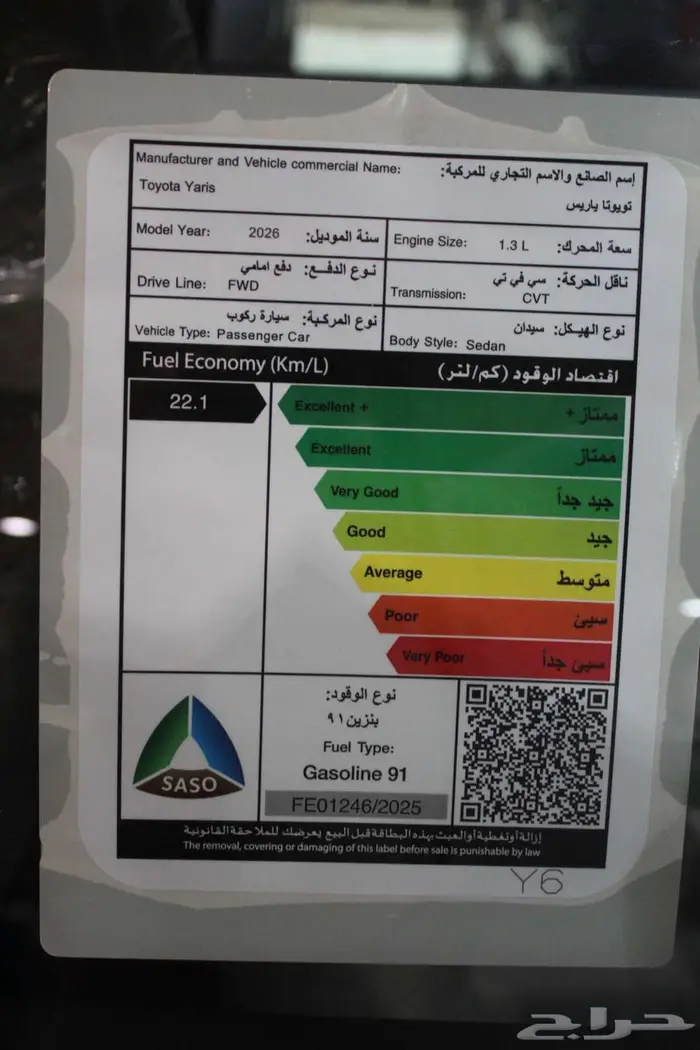 Manufacturer and Vehicle commercial Name: إسم الصانع والاسم التجاري للمركبة:
Toyota Yaris تويوتا ياريس
Model Year: 2026 سنة الموديل:
Engine Size: 1.3 L سعة المحرك:
نوع الدفع: دفع امامي
Drive Line: FWD
ناقل الحركة: سي في تي
Transmission: CVT
نوع المركبة: سيارة ركوب
Vehicle Type: Passenger Car
نوع الهيكل: سيدان
Body Style: Sedan
Fuel Economy (Km/L) اقتصاد الوقود (كم/لتر)
22.1
Excellent + ممتاز +
Excellent ممتاز
Very Good جيد جداً
Good جيد
Average متوسط
Poor سيئ
Very Poor سيئ جداً
SASO
نوع الوقود:
بنزين ٩١
Fuel Type:
Gasoline 91
FE01246/2025
إزالة أو تغطية أو العبث بهذه البطاقة قبل البيع يعرضك للملاحقة القانونية
The removal, covering or damaging of this label before sale is punishable by law
Y6
حراج